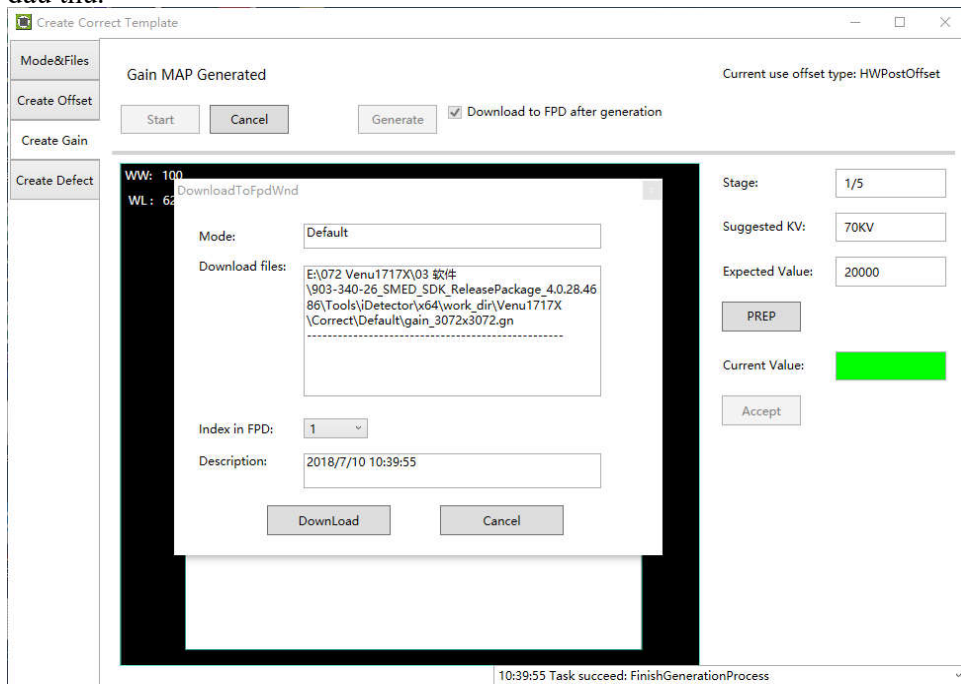 Create Correct Template
Mode&Files
Create Offset
Create Gain
Create Defect
Gain MAP Generated
Current use offset type: HWPostOffset
Start
Cancel
Generate
Download to FPD after generation
WW: 100
WL: 62
DownloadToFpdWnd
Mode:
Default
Download files:
E:\072 Venu1717X\03 软件
\903-340-26_SMED_SDK_ReleasePackage_4.0.28.46
86\Tools\iDetector\x64\work_dir\Venu1717X
\Correct\Default\gain_3072x3072.gn
--------------------------------------------------
Index in FPD:
1
Description:
2018/7/10 10:39:55
DownLoad
Cancel
Stage:
1/5
Suggested KV:
70KV
Expected Value:
20000
PREP
Current Value:
Accept
10:39:55 Task succeed: FinishGenerationProcess